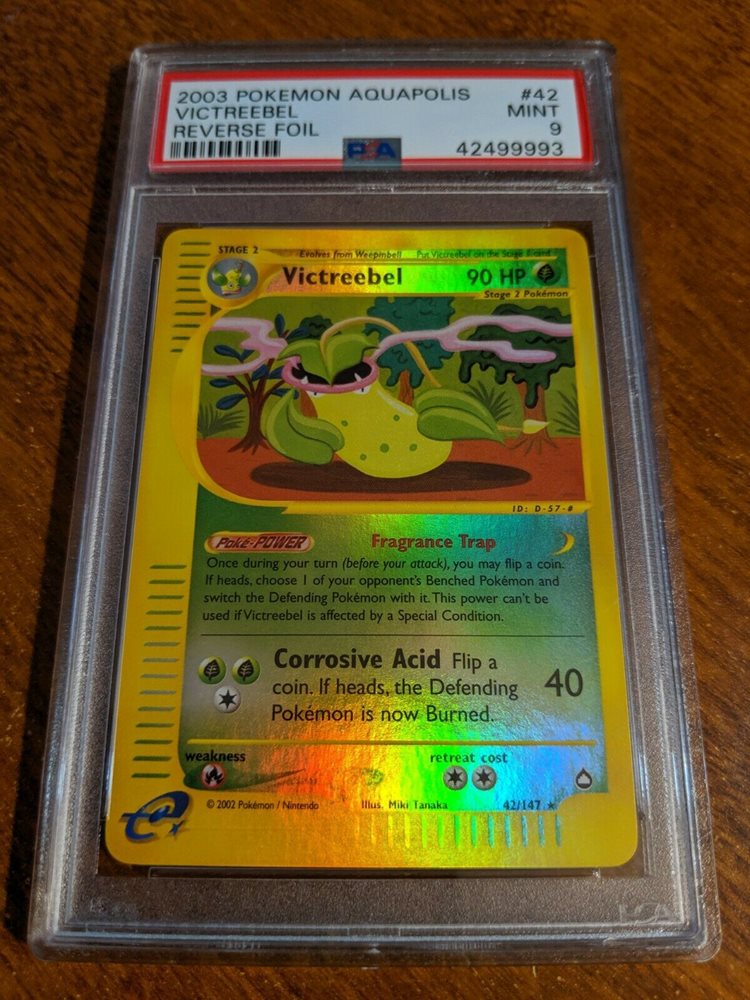 2003 POKEMON AQUAPOLIS #42
VICTREEBEL MINT
REVERSE FOIL 9
PSA 42499993
STAGE 2 Evolves from Weepinbell Put Victreebel on the Stage 1 card
Victreebel 90 HP
Stage 2 Pokémon
ID: D-57-#
Poké-POWER Fragrance Trap
Once during your turn (before your attack), you may flip a coin.
If heads, choose 1 of your opponent's Benched Pokémon and
switch the Defending Pokémon with it. This power can't be
used if Victreebel is affected by a Special Condition.
Corrosive Acid Flip a
coin. If heads, the Defending 40
Pokémon is now Burned.
weakness retreat cost
© 2002 Pokémon / Nintendo Illus. Miki Tanaka 42/147 ★
e
PSA